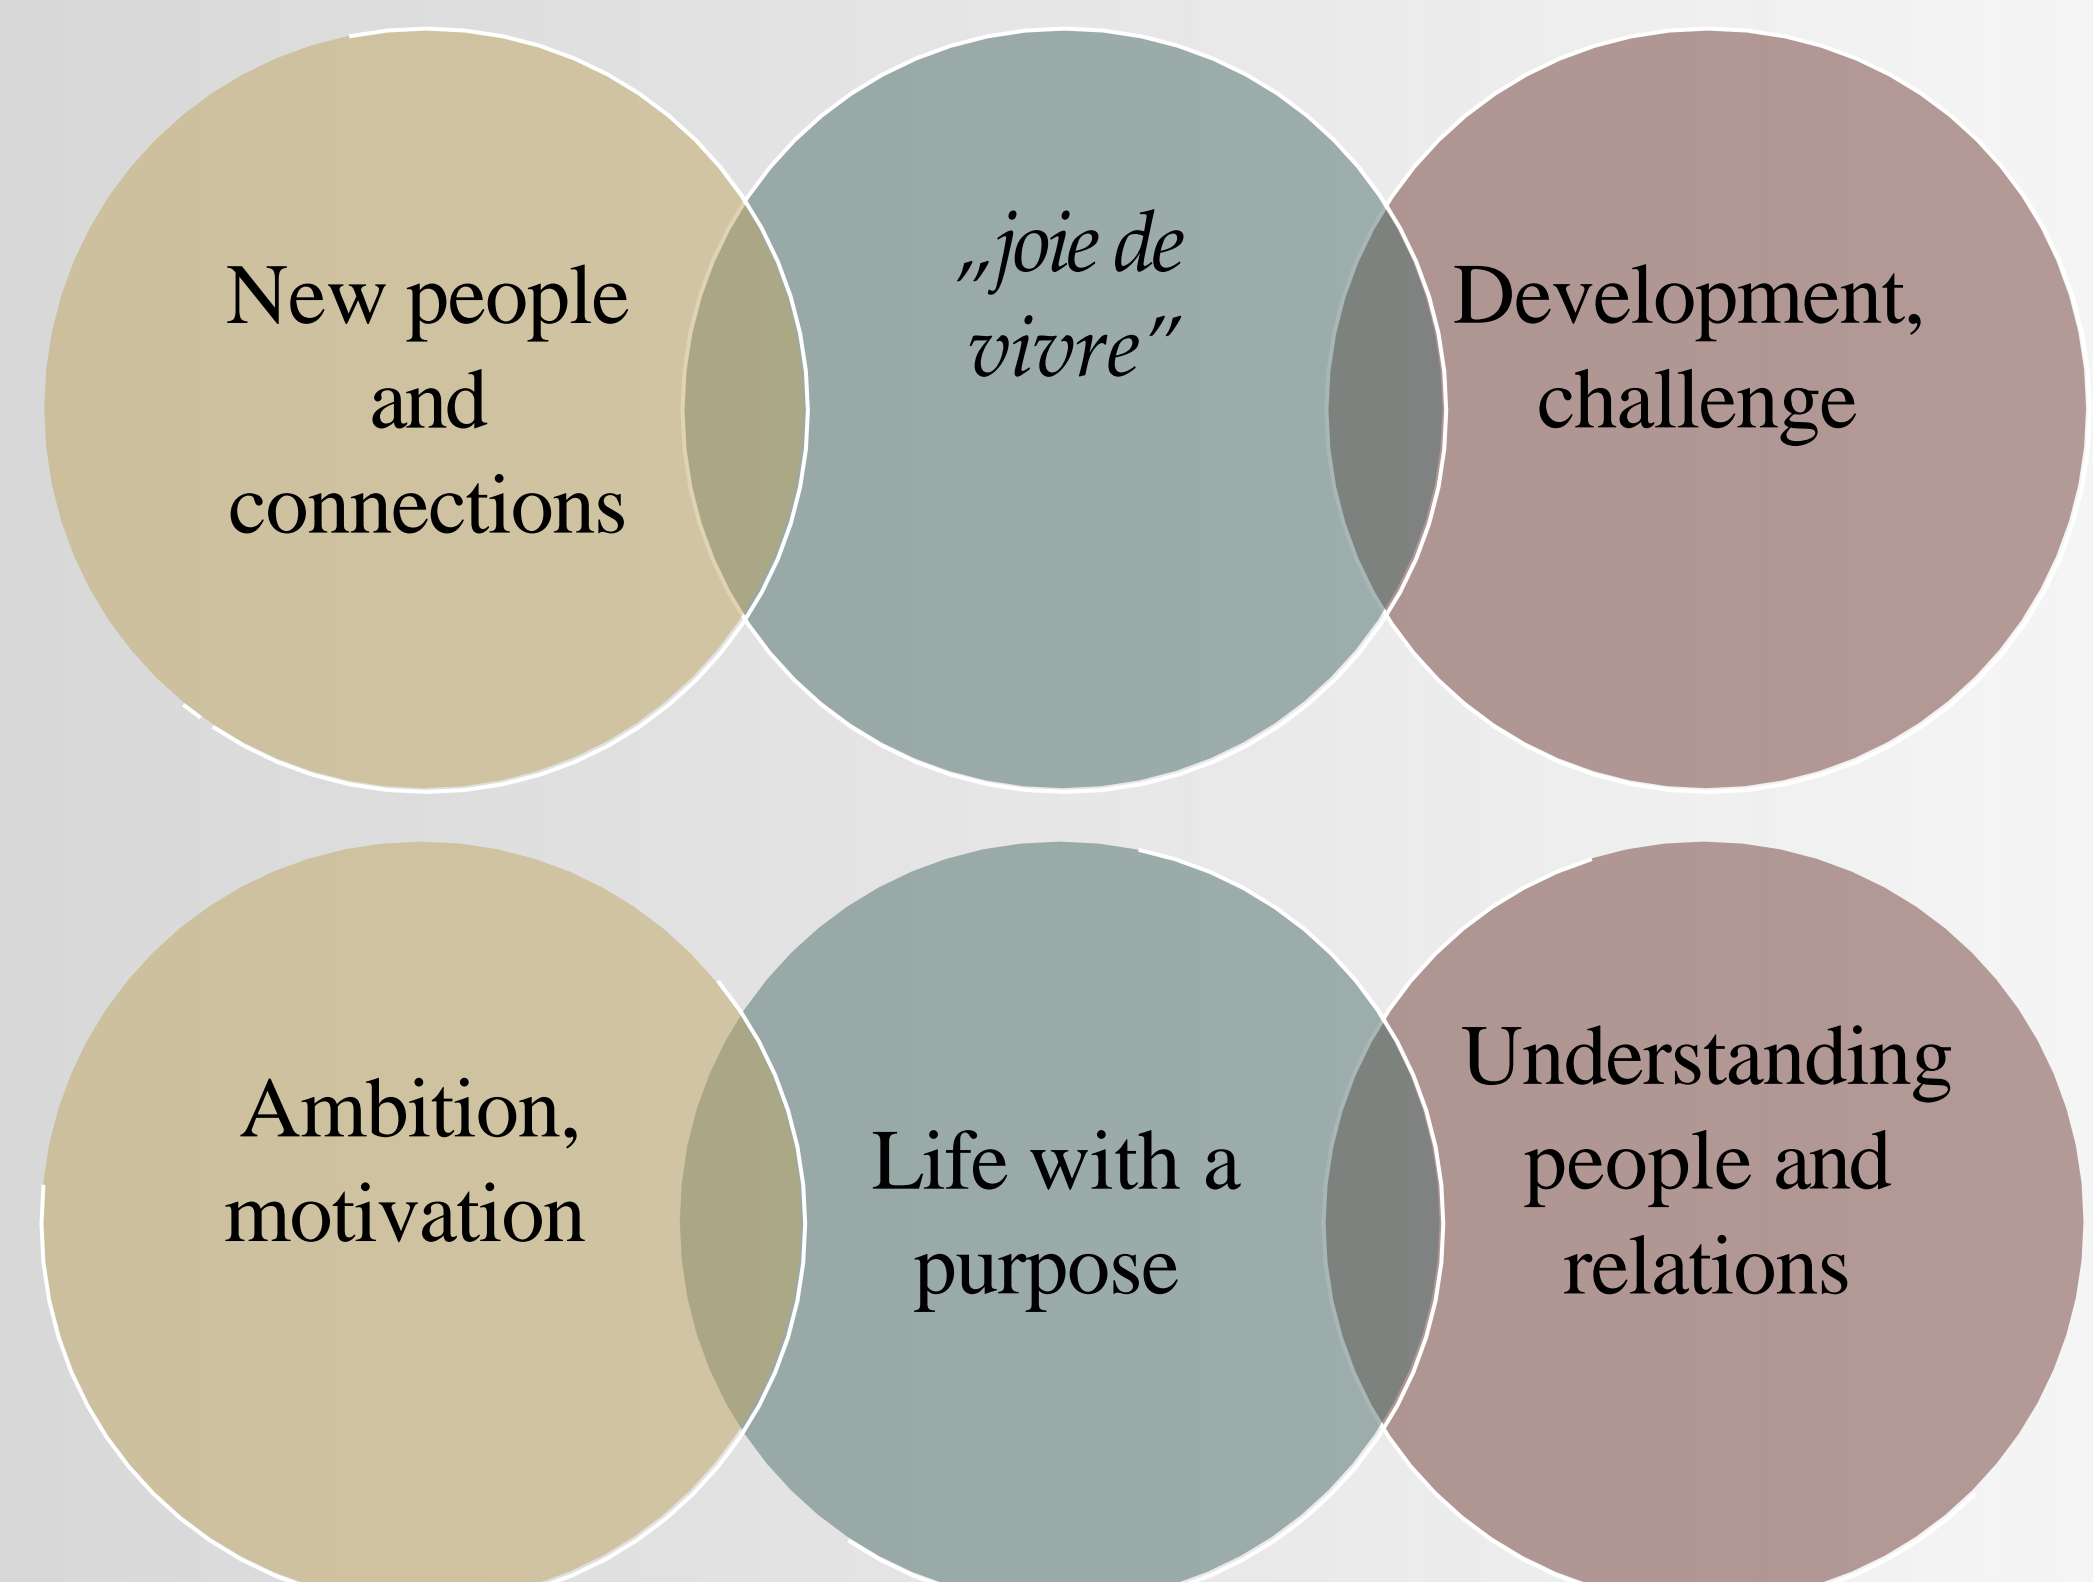 New people
and
connections
„joie de
vivre”
Development,
challenge
Ambition,
motivation
Life with a
purpose
Understanding
people and
relations